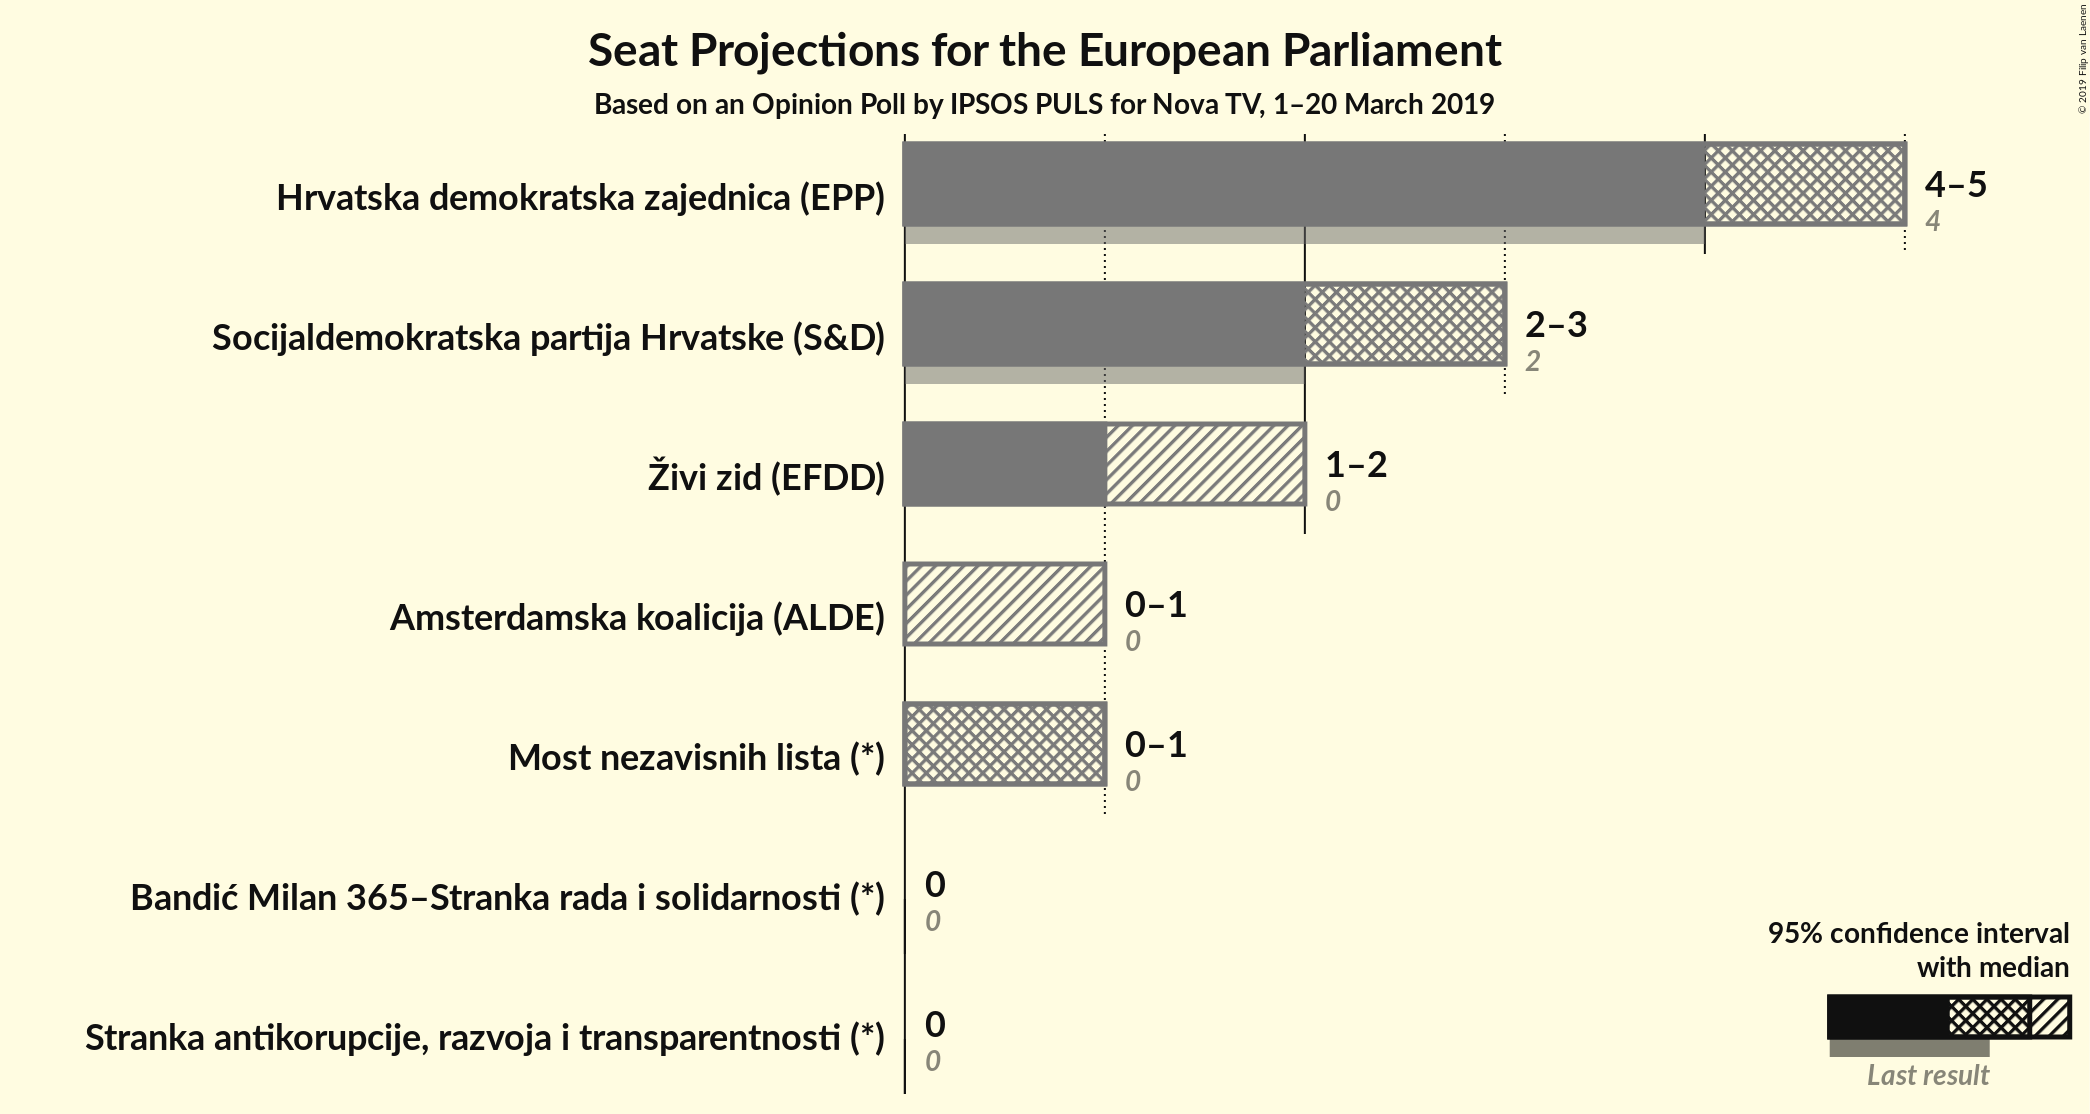 Seat Projections for the European Parliament
Based on an Opinion Poll by IPSOS PULS for Nova TV, 1–20 March 2019
© 2019 Filip van Laenen
Hrvatska demokratska zajednica (EPP)
4–5
4
Socijaldemokratska partija Hrvatske (S&D)
2–3
2
Živi zid (EFDD)
1–2
0
Amsterdamska koalicija (ALDE)
0–1
0
Most nezavisnih lista (*)
0–1
0
Bandić Milan 365–Stranka rada i solidarnosti (*)
0
0
Stranka antikorupcije, razvoja i transparentnosti (*)
0
0
95% confidence interval
with median
Last result